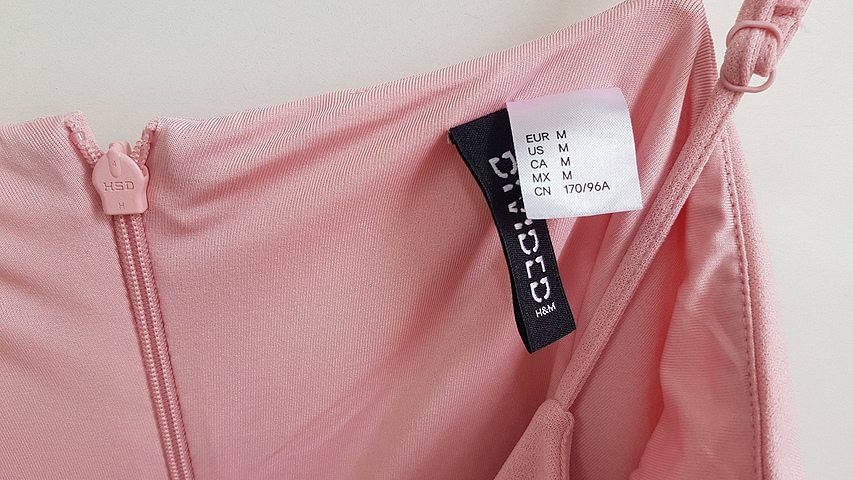 A
HSD
H
EUR M
US M
CA M
MX M
CN 170/96A
DIVIDED
H&M